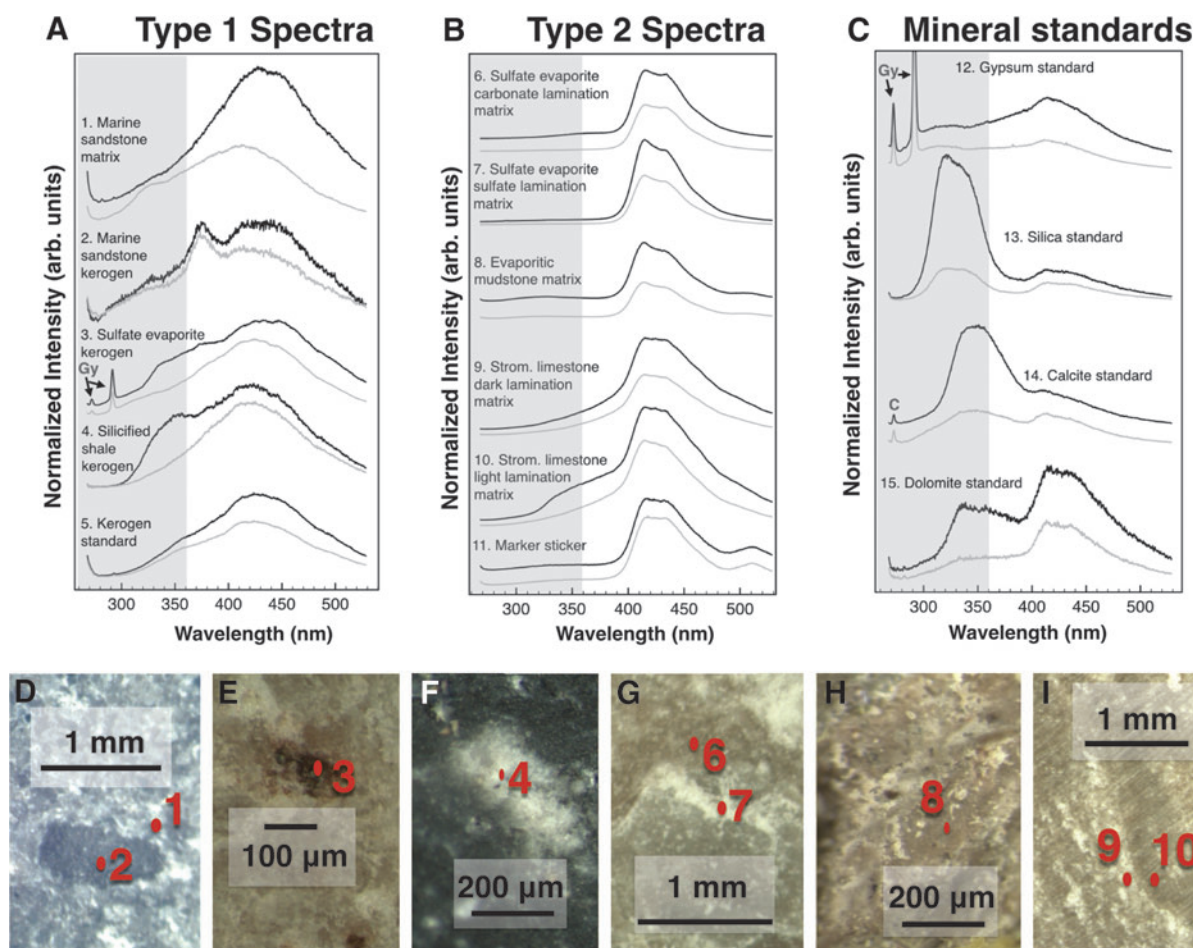 A Type 1 Spectra
Normalized Intensity (arb. units)
1. Marine
sandstone
matrix
2. Marine
sandstone
kerogen
3. Sulfate evaporite
kerogen
Gy
4. Silicified
shale
kerogen
5. Kerogen
standard
300 350 400 450 500
Wavelength (nm)
B Type 2 Spectra
Normalized Intensity (arb. units)
6. Sulfate evaporite
carbonate lamination
matrix
7. Sulfate evaporite
sulfate lamination
matrix
8. Evaporitic
mudstone matrix
9. Strom. limestone
dark lamination
matrix
10. Strom. limestone
light lamination
matrix
11. Marker sticker
300 350 400 450 500
Wavelength (nm)
C Mineral standards
Normalized Intensity (arb. units)
Gy
12. Gypsum standard
13. Silica standard
14. Calcite standard
C
15. Dolomite standard
300 350 400 450 500
Wavelength (nm)
D
1 mm
1
2
E
3
100 µm
F
4
200 µm
G
6
7
1 mm
H
8
200 µm
I
1 mm
9 10